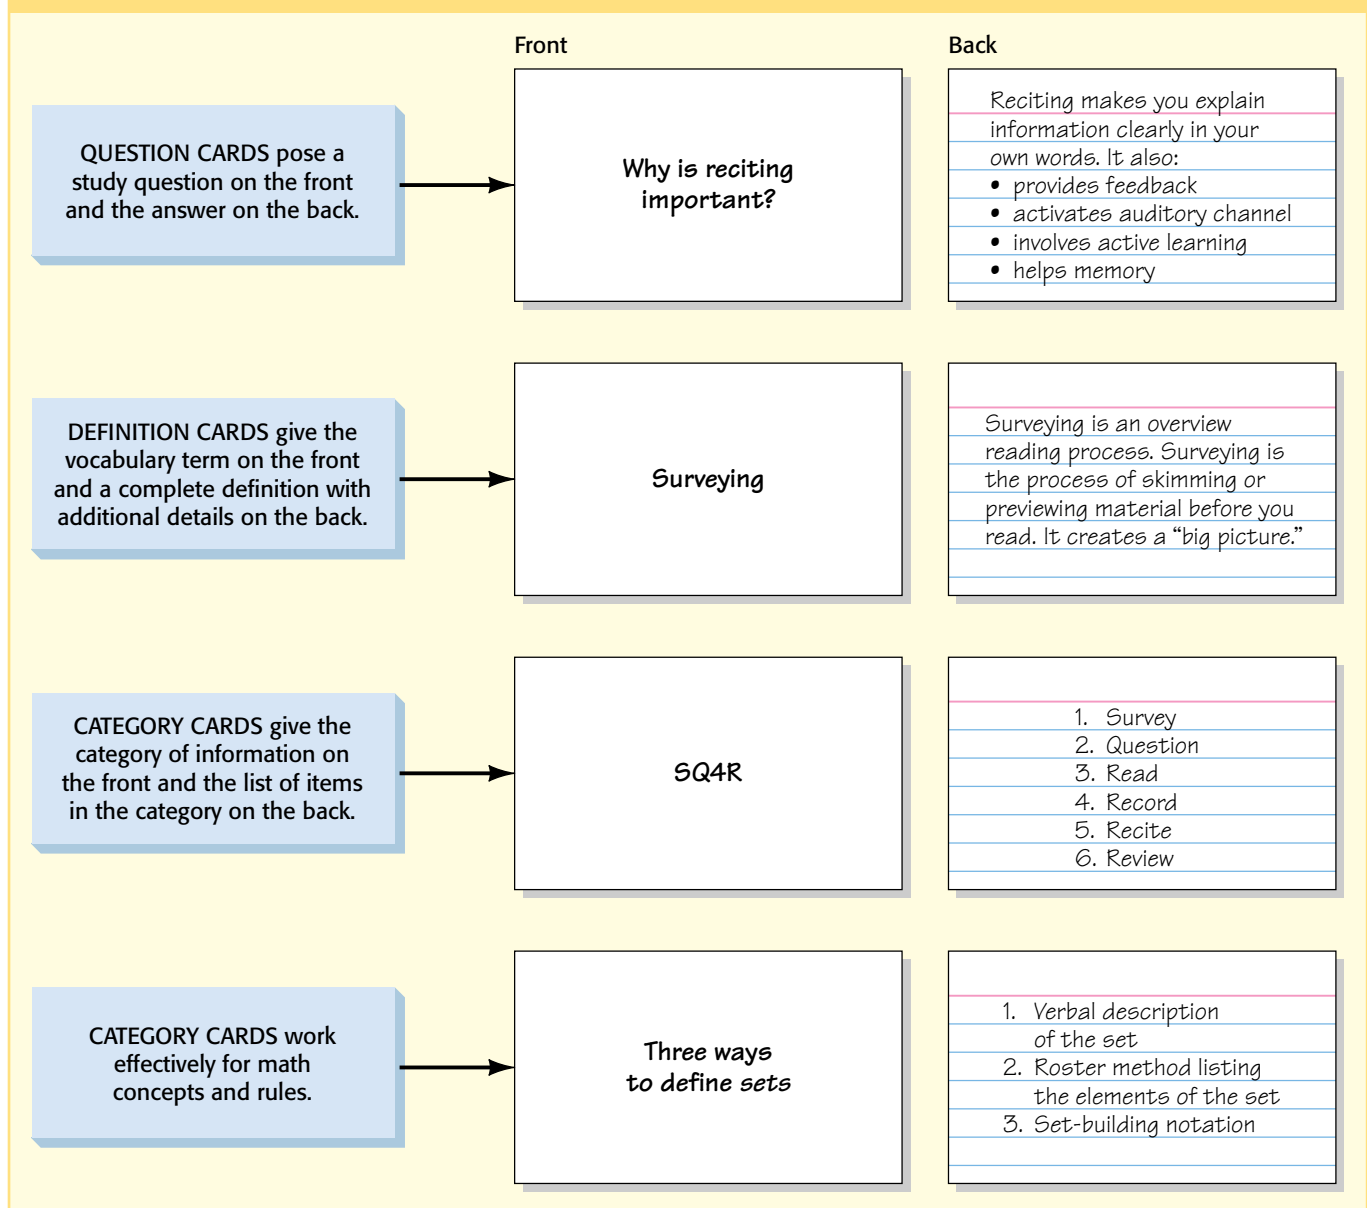 Front
Back
QUESTION CARDS pose a
study question on the front
and the answer on the back.
Why is reciting
important?
Reciting makes you explain
information clearly in your
own words. It also:
• provides feedback
• activates auditory channel
• involves active learning
• helps memory
DEFINITION CARDS give the
vocabulary term on the front
and a complete definition with
additional details on the back.
Surveying
Surveying is an overview
reading process. Surveying is
the process of skimming or
previewing material before you
read. It creates a “big picture.”
CATEGORY CARDS give the
category of information on
the front and the list of items
in the category on the back.
SQ4R
1. Survey
2. Question
3. Read
4. Record
5. Recite
6. Review
CATEGORY CARDS work
effectively for math
concepts and rules.
Three ways
to define sets
1. Verbal description
of the set
2. Roster method listing
the elements of the set
3. Set-building notation